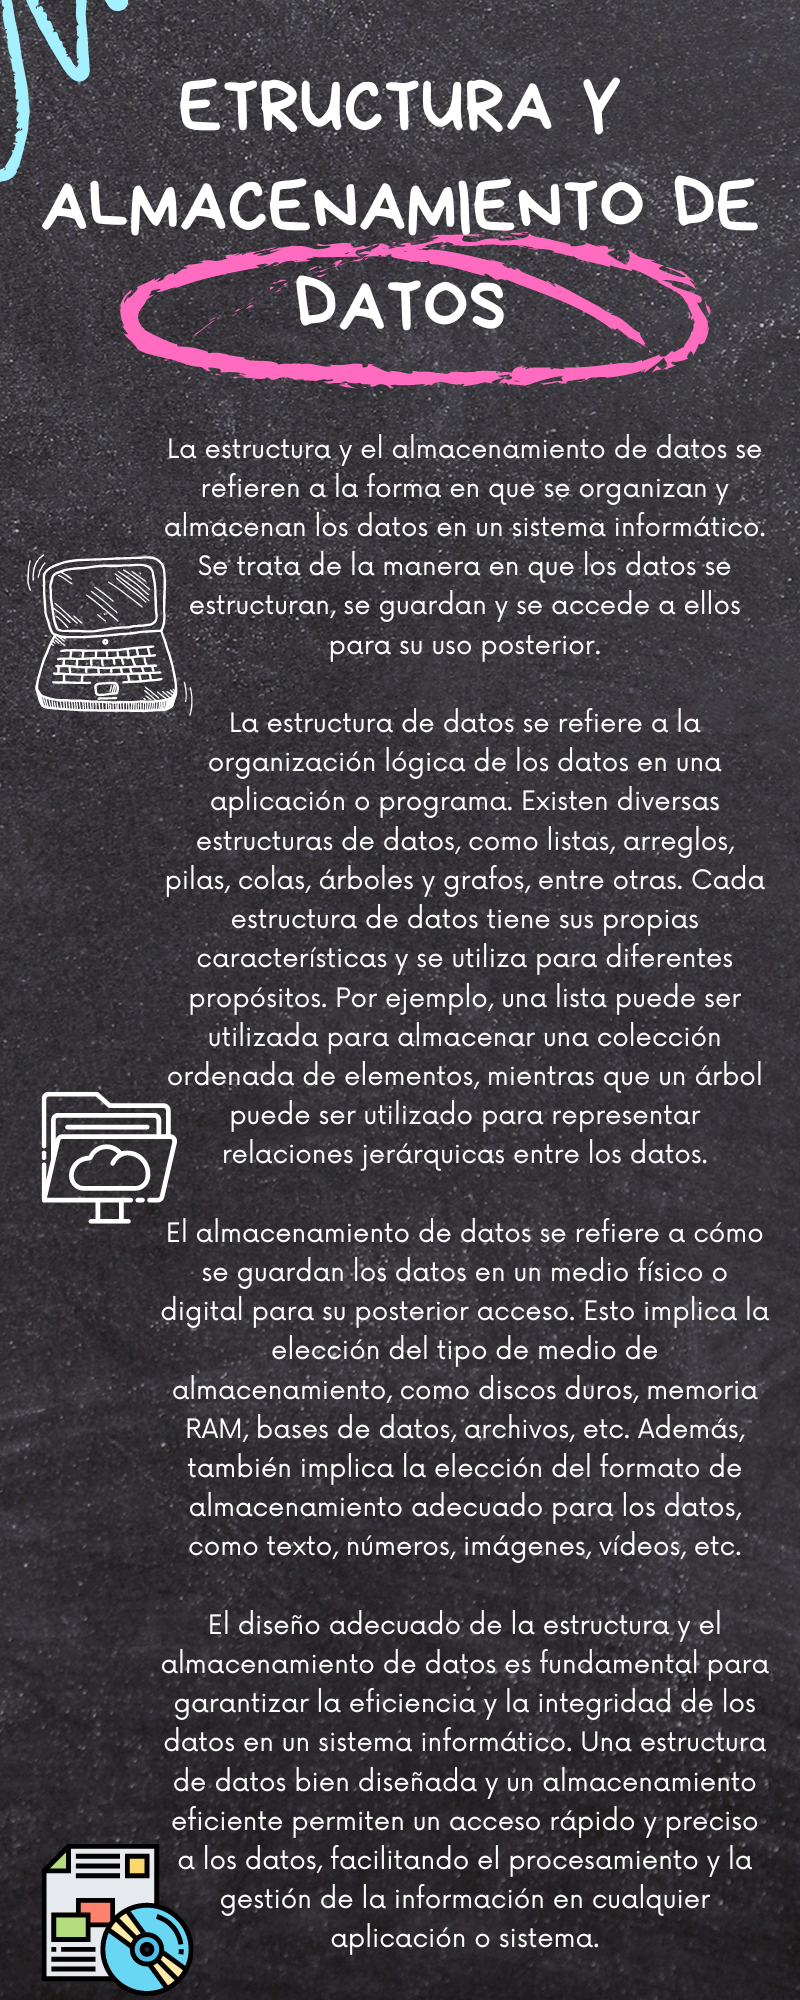 ETRUCTURA Y
ALMACENAMIENTO DE
DATOS
La estructura y el almacenamiento de datos se
refieren a la forma en que se organizan y
almacenan los datos en un sistema informático.
Se trata de la manera en que los datos se
estructuran, se guardan y se accede a ellos
para su uso posterior.
La estructura de datos se refiere a la
organización lógica de los datos en una
aplicación o programa. Existen diversas
estructuras de datos, como listas, arreglos,
pilas, colas, árboles y grafos, entre otras. Cada
estructura de datos tiene sus propias
características y se utiliza para diferentes
propósitos. Por ejemplo, una lista puede ser
utilizada para almacenar una colección
ordenada de elementos, mientras que un árbol
puede ser utilizado para representar
relaciones jerárquicas entre los datos.
El almacenamiento de datos se refiere a cómo
se guardan los datos en un medio físico o
digital para su posterior acceso. Esto implica la
elección del tipo de medio de
almacenamiento, como discos duros, memoria
RAM, bases de datos, archivos, etc. Además,
también implica la elección del formato de
almacenamiento adecuado para los datos,
como texto, números, imágenes, vídeos, etc.
El diseño adecuado de la estructura y el
almacenamiento de datos es fundamental para
garantizar la eficiencia y la integridad de los
datos en un sistema informático. Una estructura
de datos bien diseñada y un almacenamiento
eficiente permiten un acceso rápido y preciso
a los datos, facilitando el procesamiento y la
gestión de la información en cualquier
aplicación o sistema.